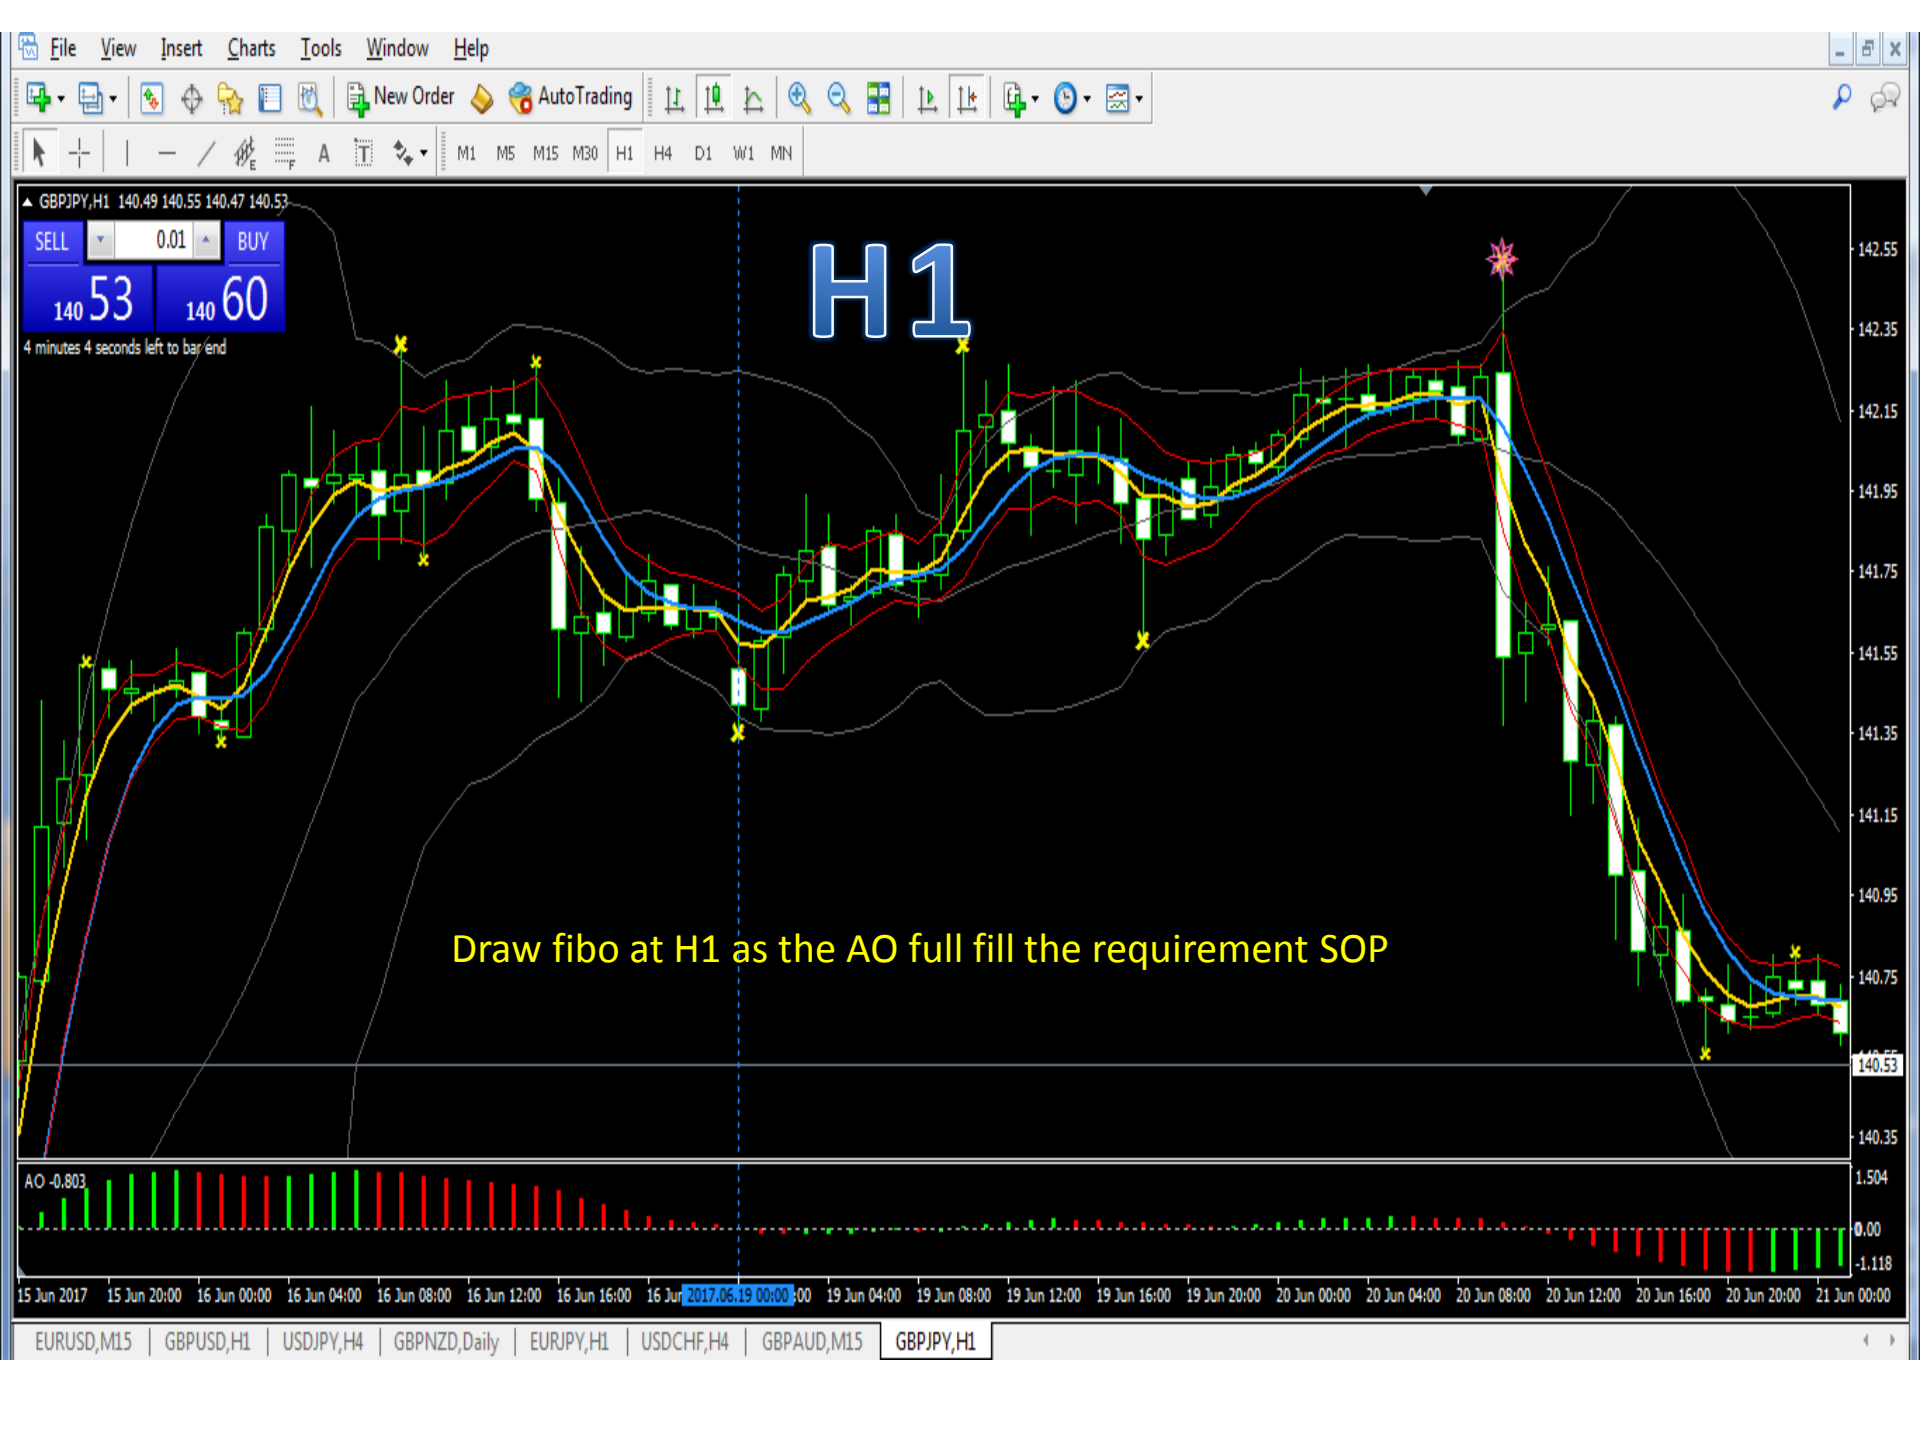 File View Insert Charts Tools Window Help
New Order AutoTrading
E F A T M1 M5 M15 M30 H1 H4 D1 W1 MN
GBPJPY,H1 140.49 140.55 140.47 140.53
SELL 0.01 BUY
140 53 140 60
4 minutes 4 seconds left to bar end
H1
142.55
142.35
142.15
141.95
141.75
141.55
141.35
141.15
140.95
Draw fibo at H1 as the AO full fill the requirement SOP
140.75
140.53
140.35
AO -0.803
1.504
0.00
-1.118
15 Jun 2017 15 Jun 20:00 16 Jun 00:00 16 Jun 04:00 16 Jun 08:00 16 Jun 12:00 16 Jun 16:00 16 Jun 2017.06.19 00:00 :00 19 Jun 04:00 19 Jun 08:00 19 Jun 12:00 19 Jun 16:00 19 Jun 20:00 20 Jun 00:00 20 Jun 04:00 20 Jun 08:00 20 Jun 12:00 20 Jun 16:00 20 Jun 20:00 21 Jun 00:00
EURUSD,M15 GBPUSD,H1 USDJPY,H4 GBPNZD,Daily EURJPY,H1 USDCHF,H4 GBPAUD,M15 GBPJPY,H1